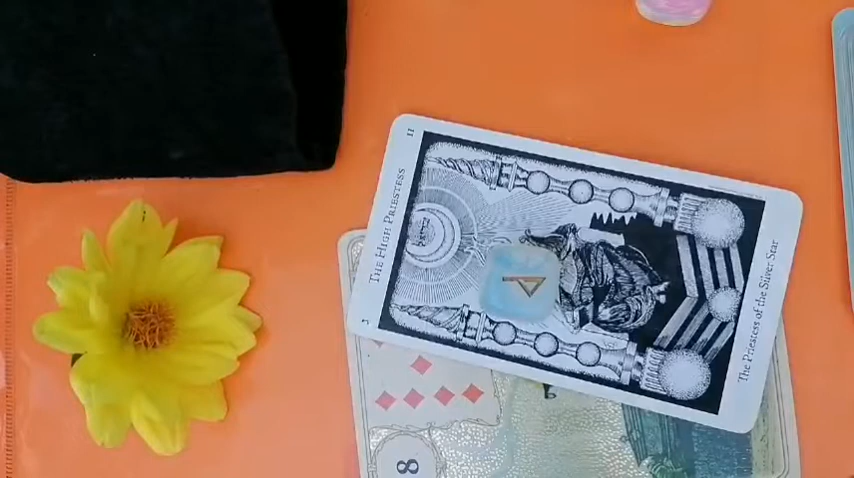 II
THE HIGH PRIESTESS
The Priestess of the Silver Star
8